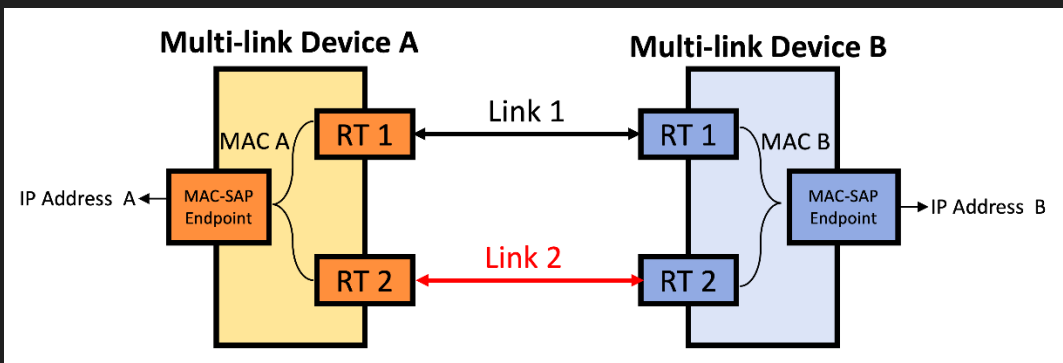 Multi-link Device A
Multi-link Device B
Link 1
RT 1
RT 1
MAC A
MAC B
MAC-SAP
Endpoint
MAC-SAP
Endpoint
IP Address A
IP Address B
Link 2
RT 2
RT 2